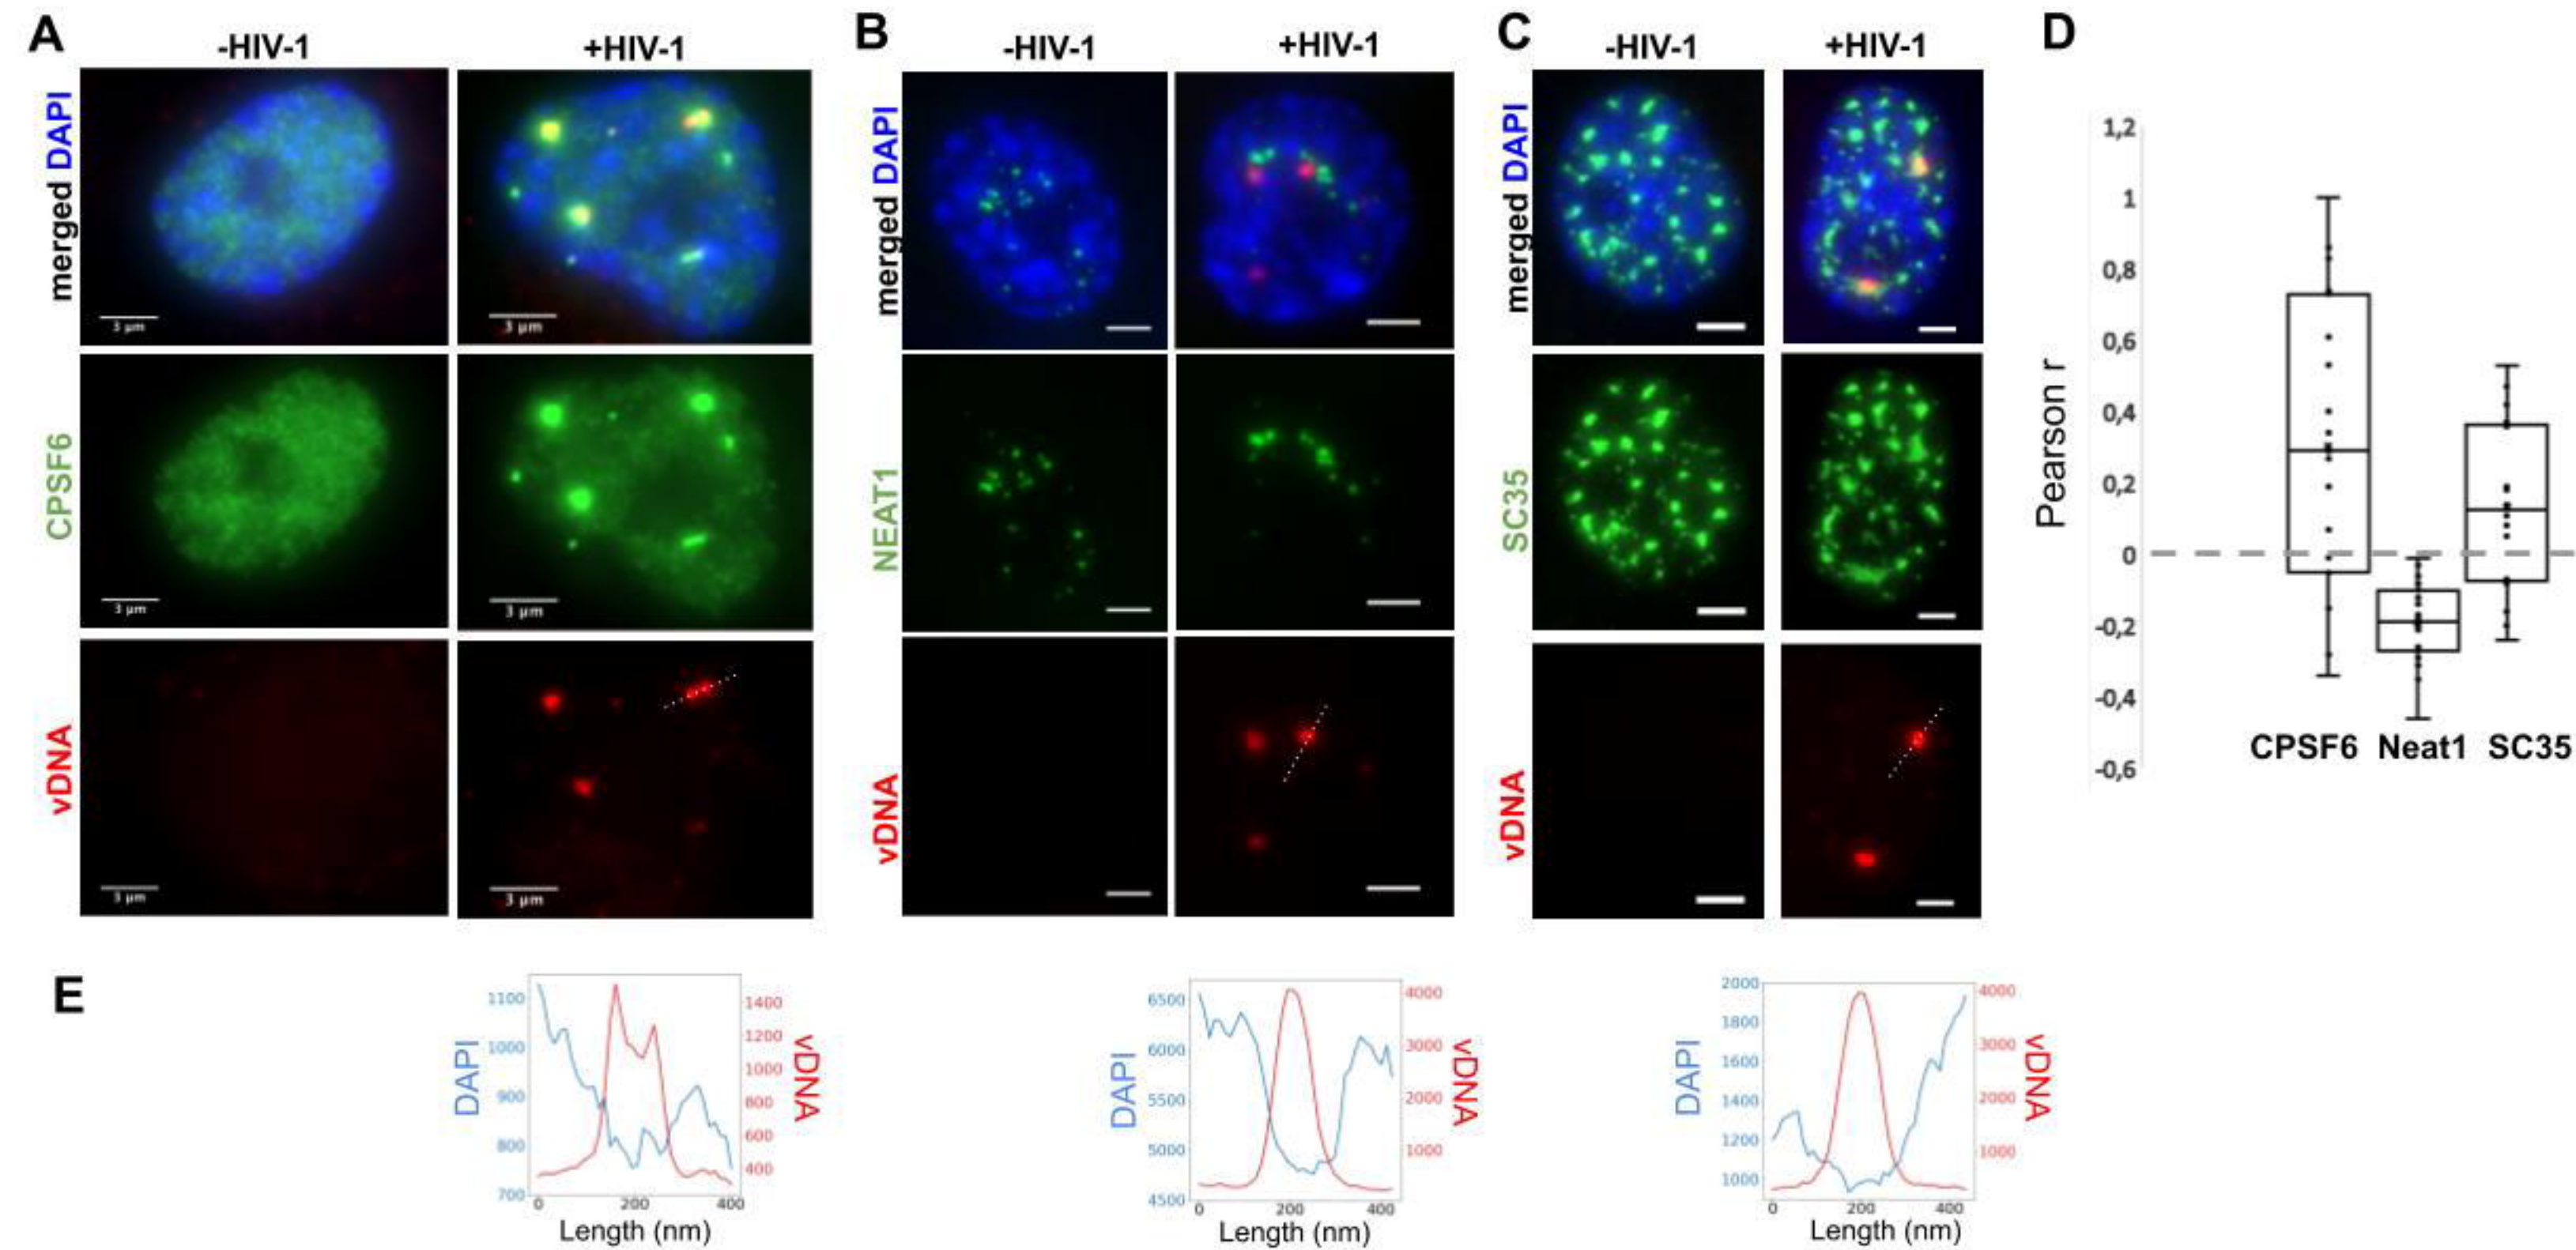 A
-HIV-1
+HIV-1
B
-HIV-1
+HIV-1
C
-HIV-1
+HIV-1
D
merged DAPI
3 µm
3 µm
merged DAPI
merged DAPI
CPSF6
3 µm
3 µm
NEAT1
SC35
vDNA
3 µm
3 µm
vDNA
vDNA
Pearson r
1,2
1
0,8
0,6
0,4
0,2
0
-0,2
-0,4
-0,6
CPSF6 Neat1 SC35
E
DAPI
1100
1000
900
800
700
1400
1200
1000
800
600
400
vDNA
0 200 400
Length (nm)
DAPI
6500
6000
5500
5000
4500
4000
3000
2000
1000
vDNA
0 200 400
Length (nm)
DAPI
2000
1800
1600
1400
1200
1000
4000
3000
2000
1000
vDNA
0 200 400
Length (nm)